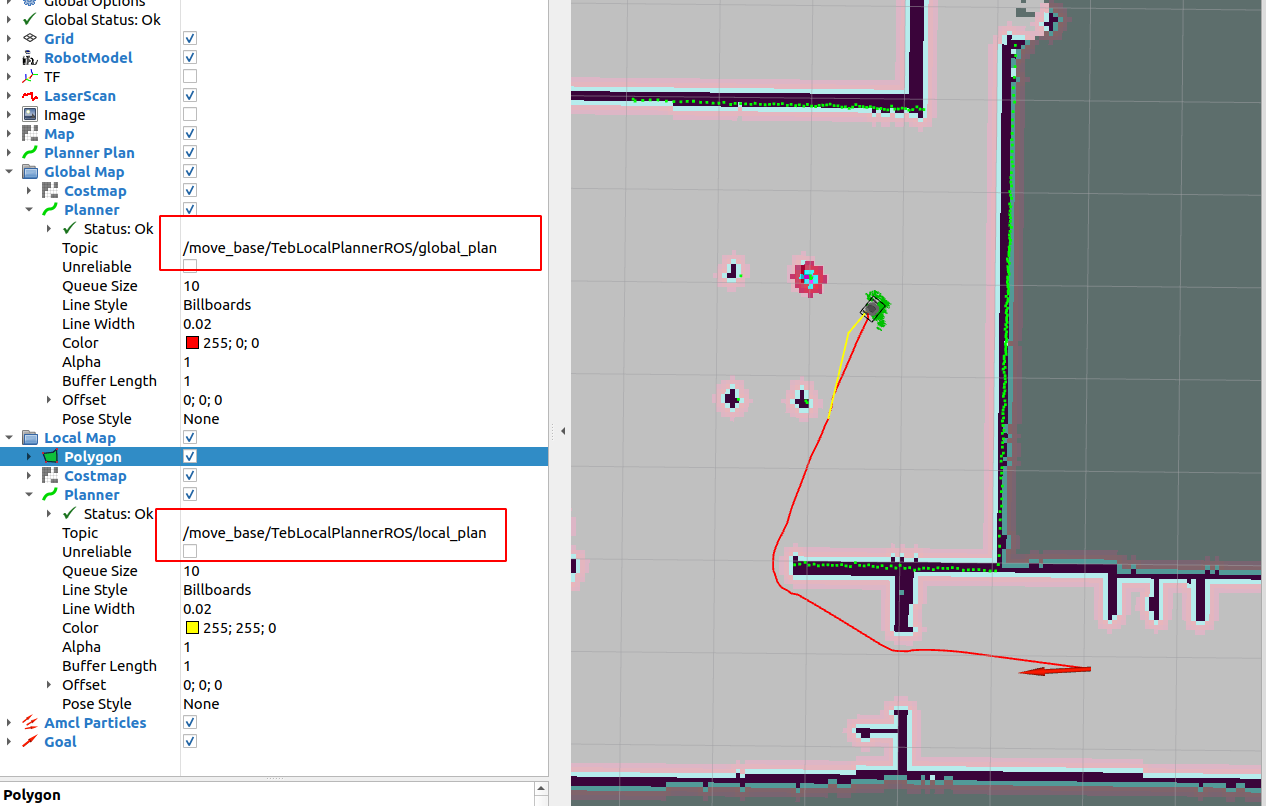 Global Options
Global Status: Ok
Grid
RobotModel
TF
LaserScan
Image
Map
Planner Plan
Global Map
Costmap
Planner
Status: Ok
Topic /move_base/TebLocalPlannerROS/global_plan
Unreliable
Queue Size 10
Line Style Billboards
Line Width 0.02
Color 255; 0; 0
Alpha 1
Buffer Length 1
Offset 0; 0; 0
Pose Style None
Local Map
Polygon
Costmap
Planner
Status: Ok
Topic /move_base/TebLocalPlannerROS/local_plan
Unreliable
Queue Size 10
Line Style Billboards
Line Width 0.02
Color 255; 255; 0
Alpha 1
Buffer Length 1
Offset 0; 0; 0
Pose Style None
Amcl Particles
Goal
Polygon